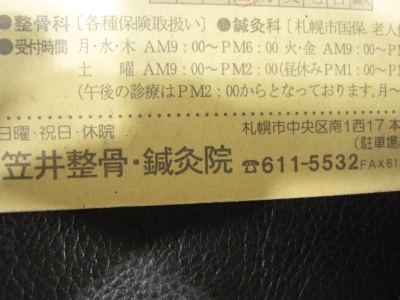 ●整骨科[各種保険取扱い] ●鍼灸科[札幌市国保.老人
●受付時間 月・水・木 AM9:00〜PM6:00 火・金 AM9:00〜PM
土 曜 AM9:00〜PM2:00(昼休みPM1:00〜
(午後の診療はPM2:00からとなっております。月〜
日曜・祝日・休院 札幌市中央区南1西17本
(駐車場
笠井整骨・鍼灸院 ☎611-5532 FAX61